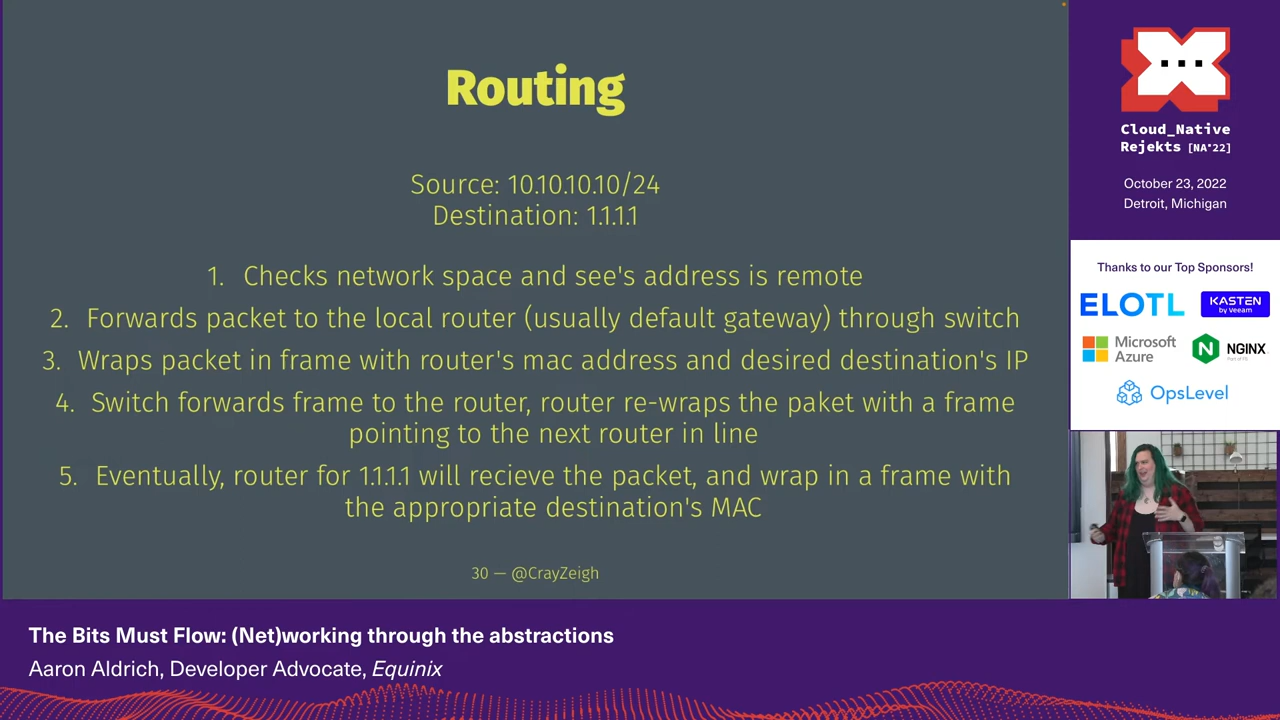 Routing
Source: 10.10.10.10/24
Destination: 1.1.1.1
1. Checks network space and see's address is remote
2. Forwards packet to the local router (usually default gateway) through switch
3. Wraps packet in frame with router's mac address and desired destination's IP
4. Switch forwards frame to the router, router re-wraps the paket with a frame
pointing to the next router in line
5. Eventually, router for 1.1.1.1 will recieve the packet, and wrap in a frame with
the appropriate destination's MAC
30 — @CrayZeigh
Cloud_Native
Rejekts [NA'22]
October 23, 2022
Detroit, Michigan
Thanks to our Top Sponsors!
ELOTL
KASTEN
by Veeam
Microsoft
Azure
NGINX
Part of F5
OpsLevel
The Bits Must Flow: (Net)working through the abstractions
Aaron Aldrich, Developer Advocate, Equinix